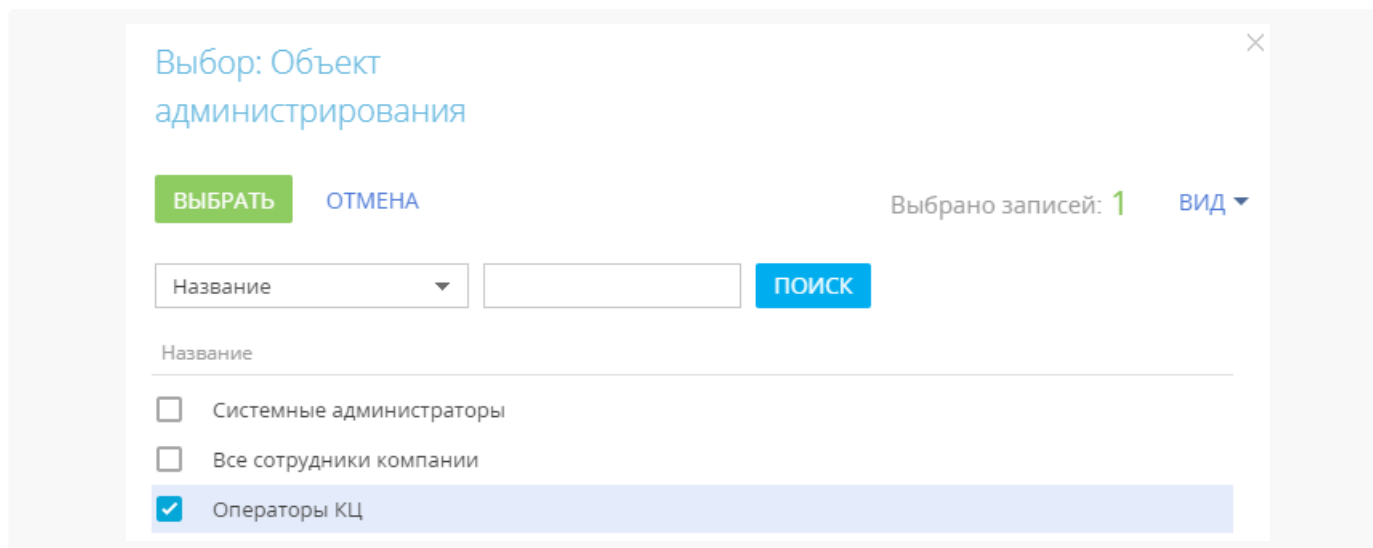 Выбор: Объект
администрирования
ВЫБРАТЬ ОТМЕНА Выбрано записей: 1 ВИД
Название ПОИСК
Название
Системные администраторы
Все сотрудники компании
Операторы КЦ